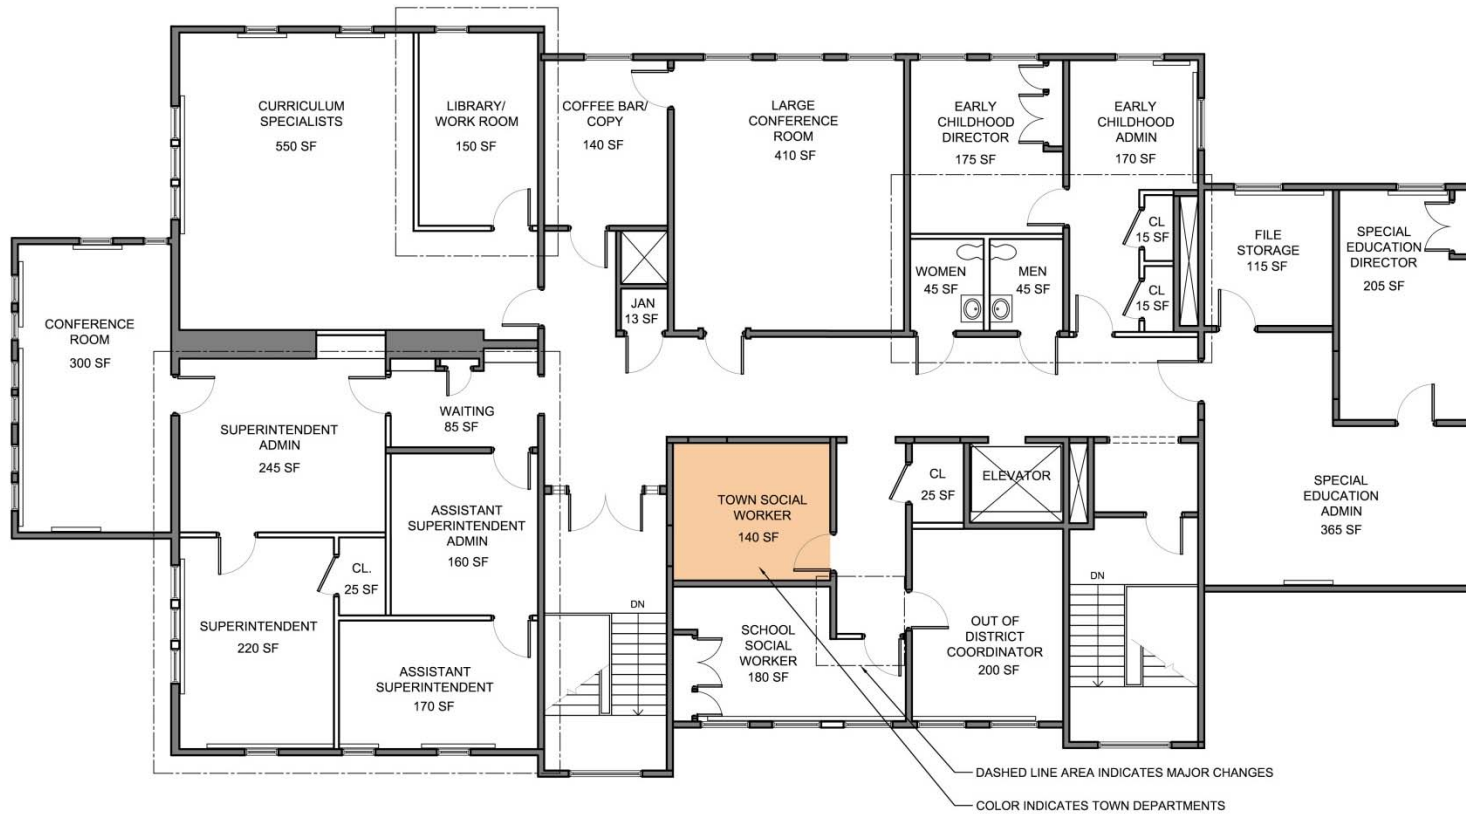 CURRICULUM
SPECIALISTS
550 SF
LIBRARY/
WORK ROOM
150 SF
COFFEE BAR/
COPY
140 SF
LARGE
CONFERENCE
ROOM
410 SF
EARLY
CHILDHOOD
DIRECTOR
175 SF
EARLY
CHILDHOOD
ADMIN
170 SF
CL
15 SF
CL
15 SF
FILE
STORAGE
115 SF
SPECIAL
EDUCATION
DIRECTOR
205 SF
WOMEN
45 SF
MEN
45 SF
JAN
13 SF
CONFERENCE
ROOM
300 SF
SUPERINTENDENT
ADMIN
245 SF
WAITING
85 SF
ASSISTANT
SUPERINTENDENT
ADMIN
160 SF
CL.
25 SF
SUPERINTENDENT
220 SF
ASSISTANT
SUPERINTENDENT
170 SF
DN
TOWN SOCIAL
WORKER
140 SF
CL
25 SF
ELEVATOR
SCHOOL
SOCIAL
WORKER
180 SF
OUT OF
DISTRICT
COORDINATOR
200 SF
DN
SPECIAL
EDUCATION
ADMIN
365 SF
DASHED LINE AREA INDICATES MAJOR CHANGES
COLOR INDICATES TOWN DEPARTMENTS